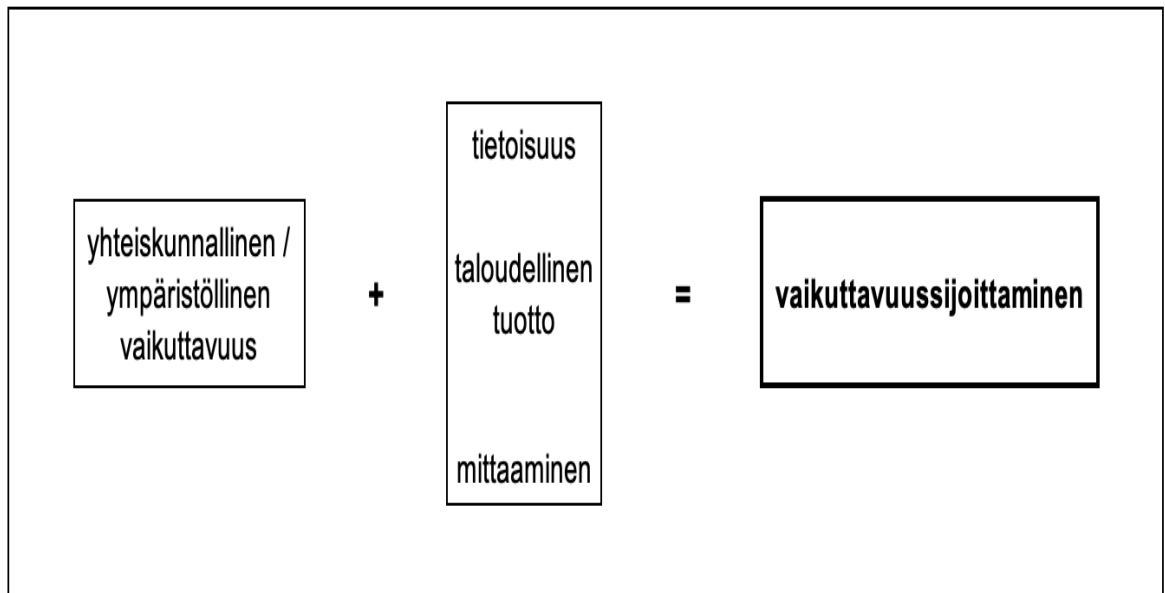 yhteiskunnallinen /
ympäristöllinen
vaikuttavuus
+
tietoisuus
taloudellinen
tuotto
mittaaminen
=
vaikuttavuussijoittaminen